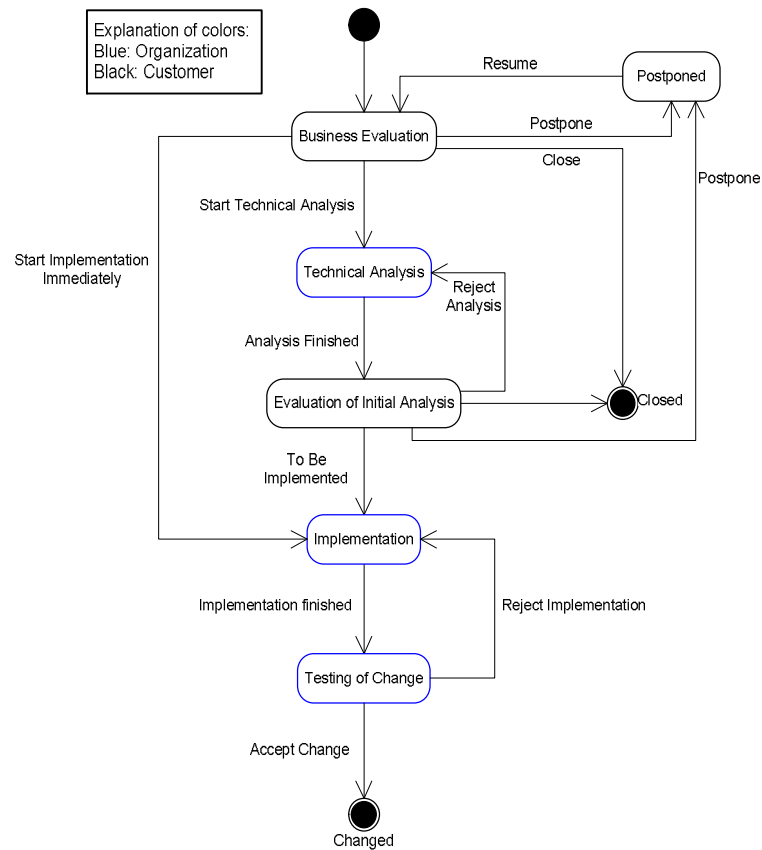 Explanation of colors:
Blue: Organization
Black: Customer
Resume
Postponed
Business Evaluation
Postpone
Close
Postpone
Start Technical Analysis
Start Implementation
Immediately
Technical Analysis
Reject
Analysis
Analysis Finished
Evaluation of Initial Analysis
Closed
To Be
Implemented
Implementation
Implementation finished
Reject Implementation
Testing of Change
Accept Change
Changed